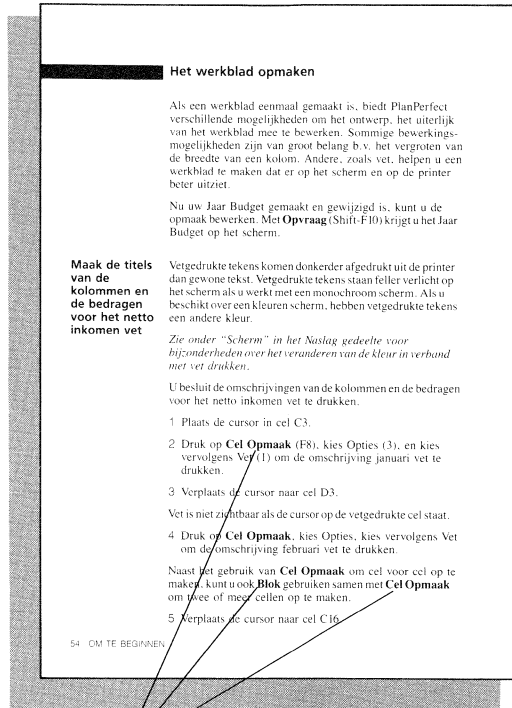 Het werkblad opmaken
Als een werkblad eenmaal gemaakt is, biedt PlanPerfect
verschillende mogelijkheden om het ontwerp, het uiterlijk
van het werkblad mee te bewerken. Sommige bewerkings-
mogelijkheden zijn van groot belang b.v. het vergroten van
de breedte van een kolom. Andere, zoals vet, helpen u een
werkblad te maken dat er op het scherm en op de printer
beter uitziet.
Nu uw Jaar Budget gemaakt en gewijzigd is, kunt u de
opmaak bewerken. Met Opvraag (Shift-F10) krijgt u het Jaar
Budget op het scherm.
Maak de titels
van de
kolommen en
de bedragen
voor het netto
inkomen vet
Vetgedrukte tekens komen donkerder afgedrukt uit de printer
dan gewone tekst. Vetgedrukte tekens staan feller verlicht op
het scherm als u werkt met een monochroom scherm. Als u
beschikt over een kleuren scherm, hebben vetgedrukte tekens
een andere kleur.
Zie onder "Scherm" in het Naslag gedeelte voor
bijzonderheden over het veranderen van de kleur in verband
met vet drukken.
U besluit de omschrijvingen van de kolommen en de bedragen
voor het netto inkomen vet te drukken.
1 Plaats de cursor in cel C3.
2 Druk op Cel Opmaak (F8), kies Opties (3), en kies
vervolgens Vet (1) om de omschrijving januari vet te
drukken.
3 Verplaats de cursor naar cel D3.
Vet is niet zichtbaar als de cursor op de vetgedrukte cel staat.
4 Druk op Cel Opmaak, kies Opties, kies vervolgens Vet
om de omschrijving februari vet te drukken.
Naast het gebruik van Cel Opmaak om cel voor cel op te
maken, kunt u ook Blok gebruiken samen met Cel Opmaak
om twee of meer cellen op te maken.
5 Verplaats de cursor naar cel C16.
54 OM TE BEGINNEN